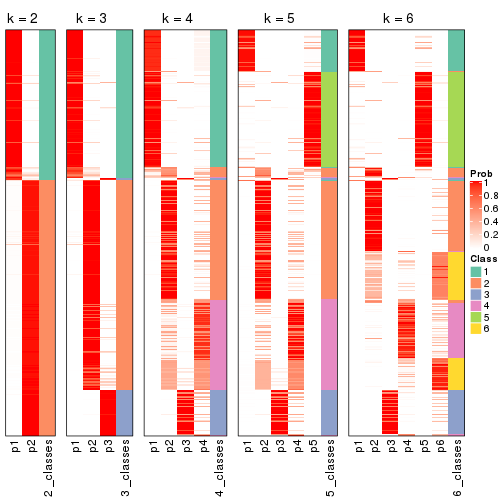 k = 2
k = 3
k = 4
k = 5
k = 6
p1
p2
2_classes
p1
p2
p3
3_classes
p1
p2
p3
p4
4_classes
p1
p2
p3
p4
p5
5_classes
p1
p2
p3
p4
p5
p6
6_classes
Prob
1
0.8
0.6
0.4
0.2
0
Class
1
2
3
4
5
6